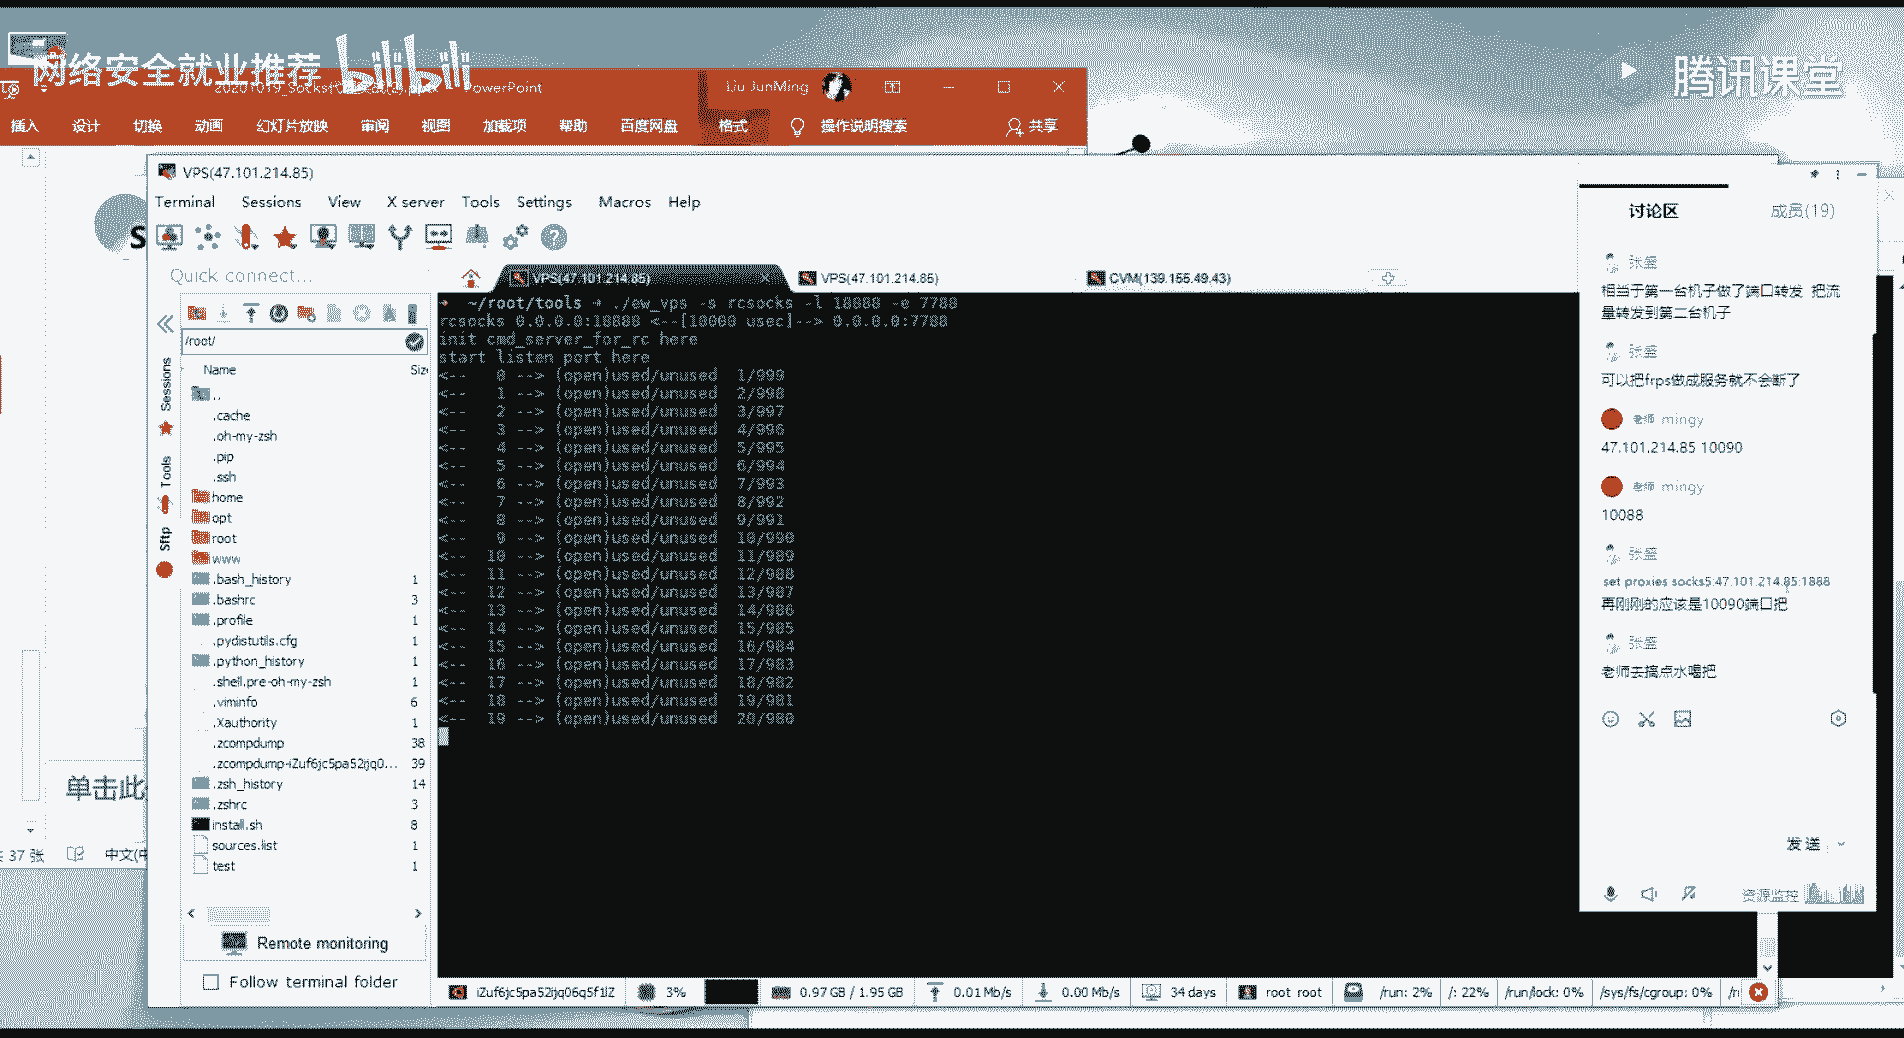 网络安全就业推荐
bilibili
腾讯课堂
PowerPoint
Liu JunMing
插入 设计 切换 动画 幻灯片放映 审阅 视图 加载项 帮助 百度网盘 格式 操作说明搜索 共享
VPS(47.101.214.85)
Terminal Sessions View X server Tools Settings Macros Help
Quick connect...
VPS(47.101.214.85)
VPS(47.101.214.85)
CVM(139.155.49.43)
/root/
Name
..
.cache
.oh-my-zsh
.pip
.ssh
home
opt
root
www
.bash_history 1
.bashrc 3
.profile 1
.pydistutils.cfg 1
.python_history 1
.shell.pre-oh-my-zsh 1
.viminfo 6
.Xauthority 1
.zcompdump 38
.zcompdump-iZuf6jc5pa52ijq0... 39
.zsh_history 14
.zshrc 3
install.sh 8
sources.list 1
test 1
Remote monitoring
Follow terminal folder
Sessions
Tools
Sftp
~/root/tools ./ew_vps -s rcsocks -l 18888 -e 7788
rcsocks 0.0.0.0:18888 <--[10000 usec]--> 0.0.0.0:7788
init cmd_server_for_rc here
start listen port here
<-- 0 --> (open)used/unused 1/999
<-- 1 --> (open)used/unused 2/998
<-- 2 --> (open)used/unused 3/997
<-- 3 --> (open)used/unused 4/996
<-- 4 --> (open)used/unused 5/995
<-- 5 --> (open)used/unused 6/994
<-- 6 --> (open)used/unused 7/993
<-- 7 --> (open)used/unused 8/992
<-- 8 --> (open)used/unused 9/991
<-- 9 --> (open)used/unused 10/990
<-- 10 --> (open)used/unused 11/989
<-- 11 --> (open)used/unused 12/988
<-- 12 --> (open)used/unused 13/987
<-- 13 --> (open)used/unused 14/986
<-- 14 --> (open)used/unused 15/985
<-- 15 --> (open)used/unused 16/984
<-- 16 --> (open)used/unused 17/983
<-- 17 --> (open)used/unused 18/982
<-- 18 --> (open)used/unused 19/981
<-- 19 --> (open)used/unused 20/980
讨论区 成员(19)
张盛
相当于第一台机子做了端口转发 把流
量转发到第二台机子
张盛
可以把frps做成服务就不会断了
老师 mingy
47.101.214.85 10090
老师 mingy
10088
张盛
set proxies socks5:47.101.214.85:1888
再刚刚的应该是10090端口把
张盛
老师去搞点水喝把
发送
资源监控
单击此
37 张
iZuf6jc5pa52ijq06q5f1lZ 3% 0.97 GB / 1.95 GB 0.01 Mb/s 0.00 Mb/s 34 days root root /run: 2% /: 22% /run/lock: 0% /sys/fs/cgroup: 0%